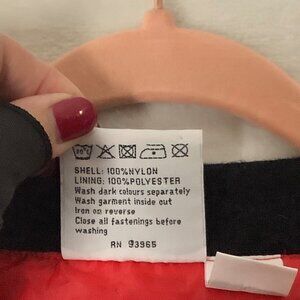 30°C
SHELL: 100%NYLON
LINING: 100%POLYESTER
Wash dark colours separately
Wash garment inside out
Iron on reverse
Close all fastenings before
washing
RN 93965